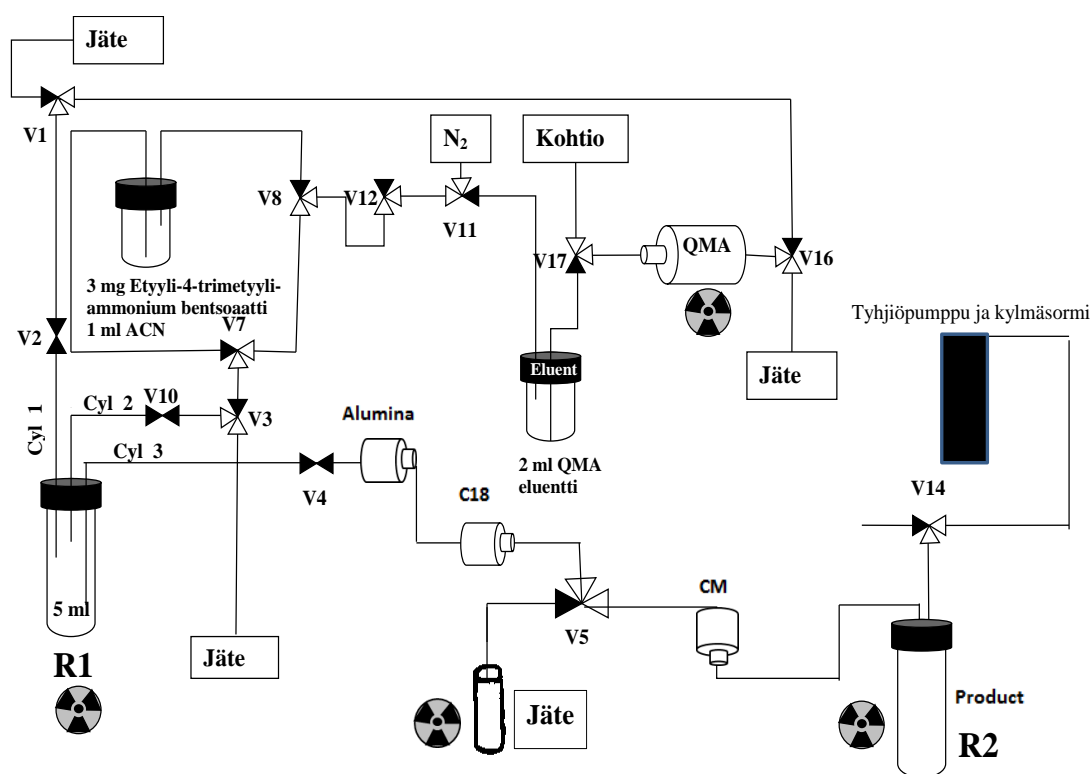 Jäte
V1
N₂
Kohtio
V8
V12
V11
V17
QMA
V16
3 mg Etyyli-4-trimetyyli-
ammonium bentsoaatti
1 ml ACN
V7
V2
Tyhjiöpumppu ja kylmäsormi
Eluent
Jäte
Cyl 1
Cyl 2
V10
V3
Alumina
Cyl 3
V4
2 ml QMA
eluentti
C18
V14
CM
5 ml
V5
R1
Jäte
Jäte
Product
R2